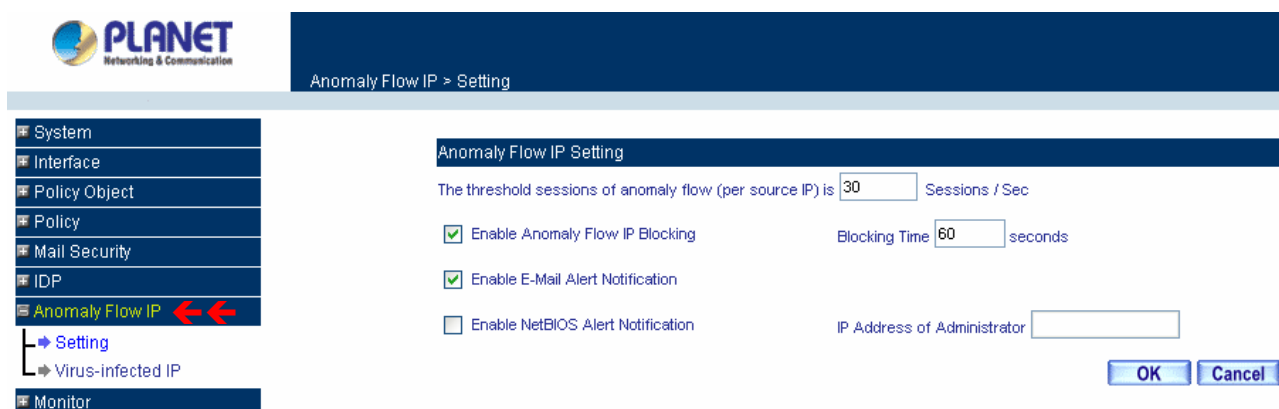 PLANET
Networking & Communication
Anomaly Flow IP > Setting
System
Interface
Policy Object
Policy
Mail Security
IDP
Anomaly Flow IP
Setting
Virus-infected IP
Monitor
Anomaly Flow IP Setting
The threshold sessions of anomaly flow (per source IP) is 30 Sessions / Sec
Enable Anomaly Flow IP Blocking Blocking Time 60 seconds
Enable E-Mail Alert Notification
Enable NetBIOS Alert Notification IP Address of Administrator
OK Cancel